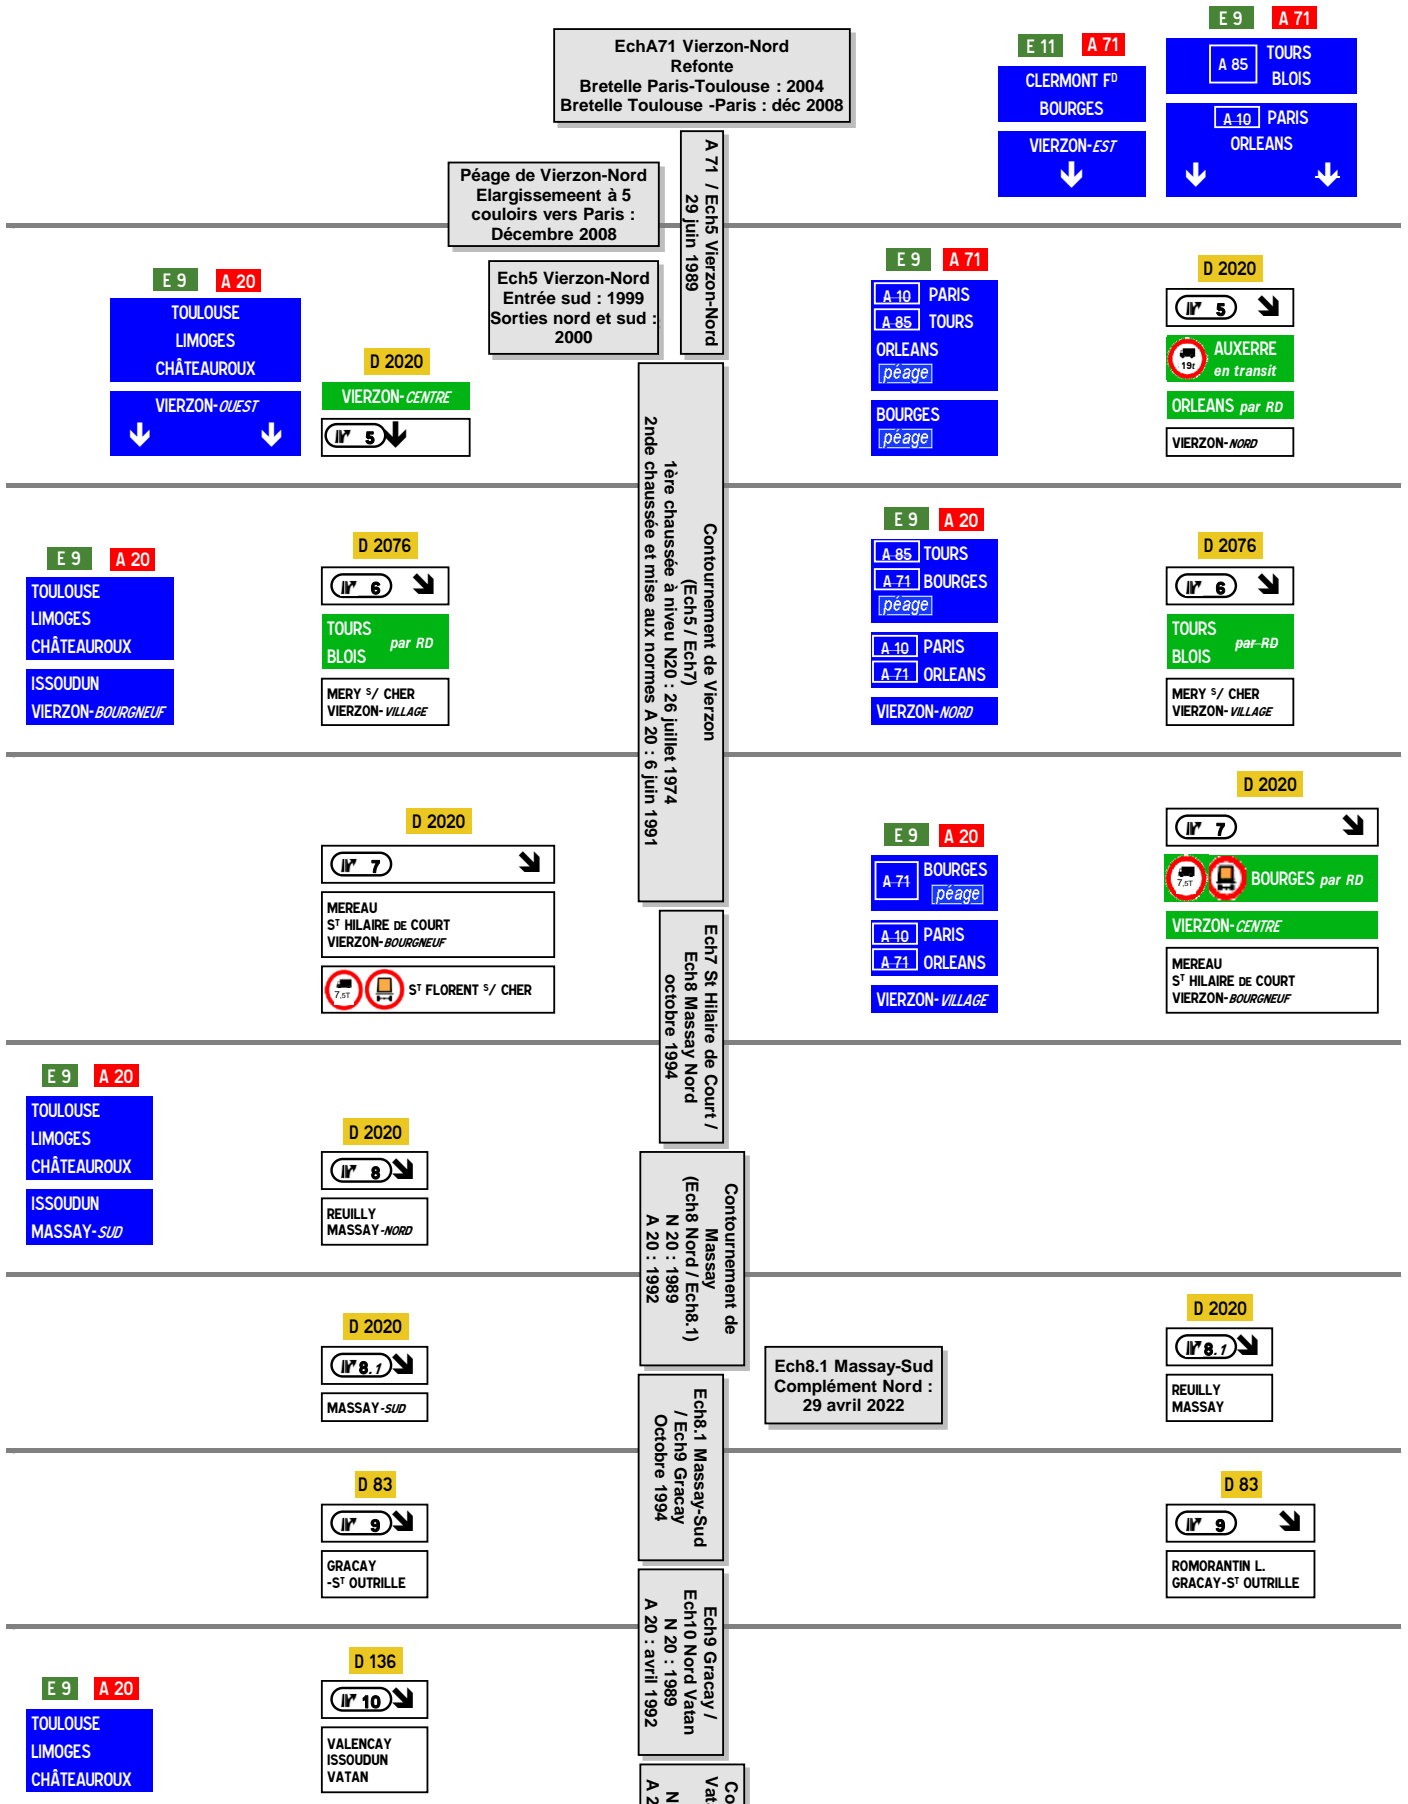 EchA71 Vierzon-Nord
Refonte
Bretelle Paris-Toulouse : 2004
Bretelle Toulouse -Paris : déc 2008
E 11 A 71
CLERMONT Fᴰ
BOURGES
VIERZON-EST
E 9 A 71
A 85 TOURS
BLOIS
A 10 PARIS
ORLEANS
A 71 / Ech5 Vierzon-Nord
29 juin 1989
Péage de Vierzon-Nord
Elargissemeent à 5
couloirs vers Paris :
Décembre 2008
Ech5 Vierzon-Nord
Entrée sud : 1999
Sorties nord et sud :
2000
E 9 A 20
TOULOUSE
LIMOGES
CHÂTEAUROUX
VIERZON-OUEST
D 2020
VIERZON-CENTRE
5
E 9 A 71
A 10 PARIS
A 85 TOURS
ORLEANS
péage
BOURGES
péage
D 2020
5
19t AUXERRE
en transit
ORLEANS par RD
VIERZON-NORD
Contournement de Vierzon
(Ech5 / Ech7)
1ère chaussée à niveu N20 : 26 juillet 1974
2nde chaussée et mise aux normes A 20 : 6 juin 1991
E 9 A 20
TOULOUSE
LIMOGES
CHÂTEAUROUX
ISSOUDUN
VIERZON-BOURGNEUF
D 2076
6
TOURS
BLOIS par RD
MERY ˢ/ CHER
VIERZON-VILLAGE
E 9 A 20
A 85 TOURS
A 71 BOURGES
péage
A 10 PARIS
A 71 ORLEANS
VIERZON-NORD
D 2076
6
TOURS
BLOIS par RD
MERY ˢ/ CHER
VIERZON-VILLAGE
D 2020
7
MEREAU
Sᵀ HILAIRE DE COURT
VIERZON-BOURGNEUF
7,5T Sᵀ FLORENT ˢ/ CHER
E 9 A 20
A 71 BOURGES
péage
A 10 PARIS
A 71 ORLEANS
VIERZON-VILLAGE
D 2020
7
7,5T BOURGES par RD
VIERZON-CENTRE
MEREAU
Sᵀ HILAIRE DE COURT
VIERZON-BOURGNEUF
Ech7 St Hilaire de Court /
Ech8 Massay Nord
octobre 1994
E 9 A 20
TOULOUSE
LIMOGES
CHÂTEAUROUX
ISSOUDUN
MASSAY-SUD
D 2020
8
REUILLY
MASSAY-NORD
Contournement de
Massay
(Ech8 Nord / Ech8.1)
N 20 : 1989
A 20 : 1992
D 2020
8.1
MASSAY-SUD
Ech8.1 Massay-Sud
Complément Nord :
29 avril 2022
D 2020
8.1
REUILLY
MASSAY
Ech8.1 Massay-Sud
/ Ech9 Gracay
Octobre 1994
D 83
9
GRACAY
-Sᵀ OUTRILLE
D 83
9
ROMORANTIN L.
GRACAY-Sᵀ OUTRILLE
Ech9 Gracay /
Ech10 Nord Vatan
N 20 : 1989
A 20 : avril 1992
E 9 A 20
TOULOUSE
LIMOGES
CHÂTEAUROUX
D 136
10
VALENCAY
ISSOUDUN
VATAN